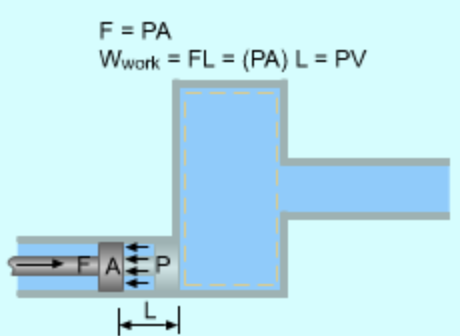 F = PA
Wwork = FL = (PA) L = PV
F A P
L